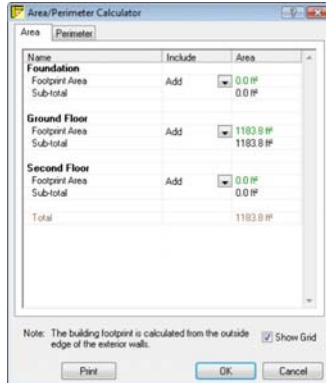 Area/Perimeter Calculator
Area Perimeter
Name Include Area
Foundation
Footprint Area Add 0.0 ft²
Sub-total 0.0 ft²
Ground Floor
Footprint Area Add 1183.8 ft²
Sub-total 1183.8 ft²
Second Floor
Footprint Area Add 0.0 ft²
Sub-total 0.0 ft²
Total 1183.8 ft²
Note: The building footprint is calculated from the outside
edge of the exterior walls.
Show Grid
Print OK Cancel